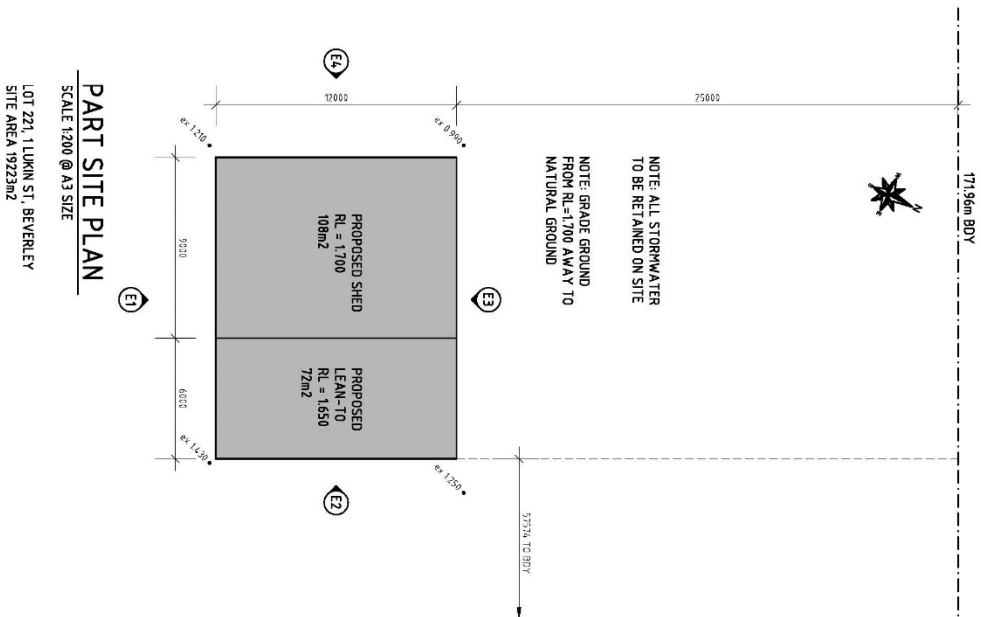 171.96m BDY
N
25000
12000
NOTE: ALL STORMWATER
TO BE RETAINED ON SITE
NOTE: GRADE GROUND
FROM RL=1.700 AWAY TO
NATURAL GROUND
E4
ex 0.990
ex 1.210
E3
PROPOSED SHED
RL = 1.700
108m2
PROPOSED
LEAN-TO
RL = 1.650
72m2
9000
6000
E1
ex 1.250
ex 1.430
E2
57574 TO BDY
PART SITE PLAN
SCALE 1:200 @ A3 SIZE
LOT 221, 1 LUKIN ST, BEVERLEY
SITE AREA 19223m2